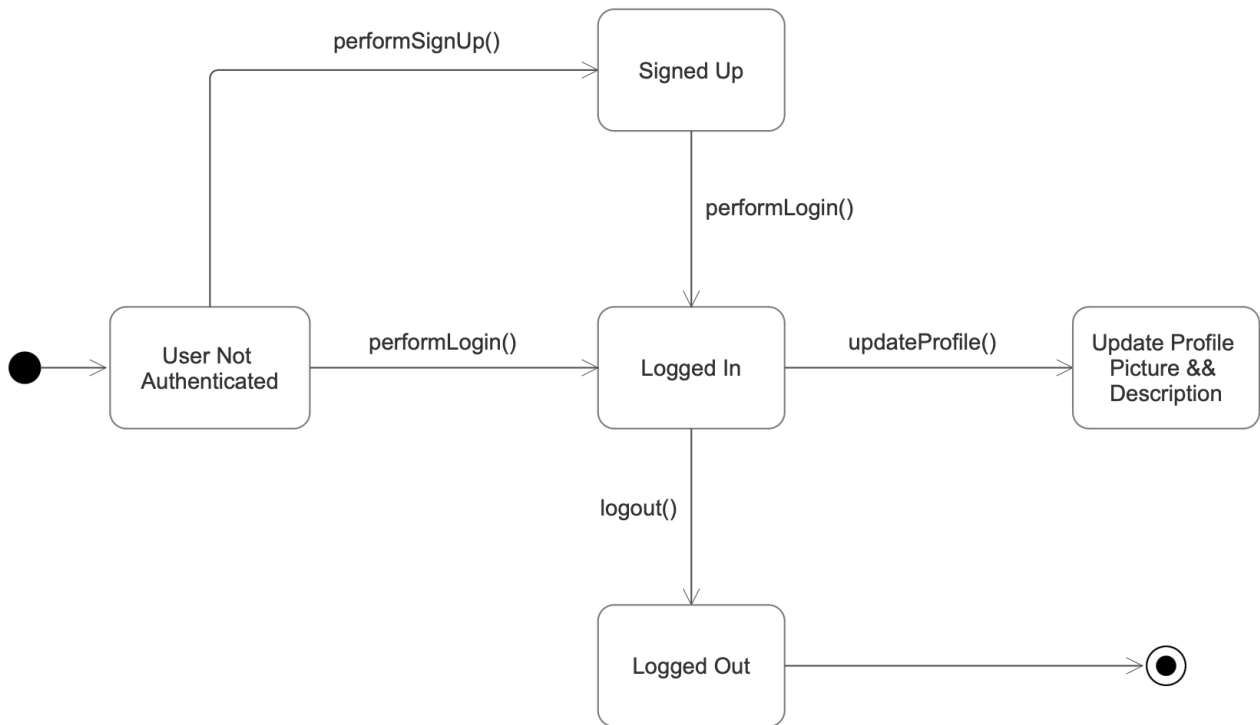 performSignUp()
Signed Up
performLogin()
User Not
Authenticated
performLogin()
Logged In
updateProfile()
Update Profile
Picture &&
Description
logout()
Logged Out